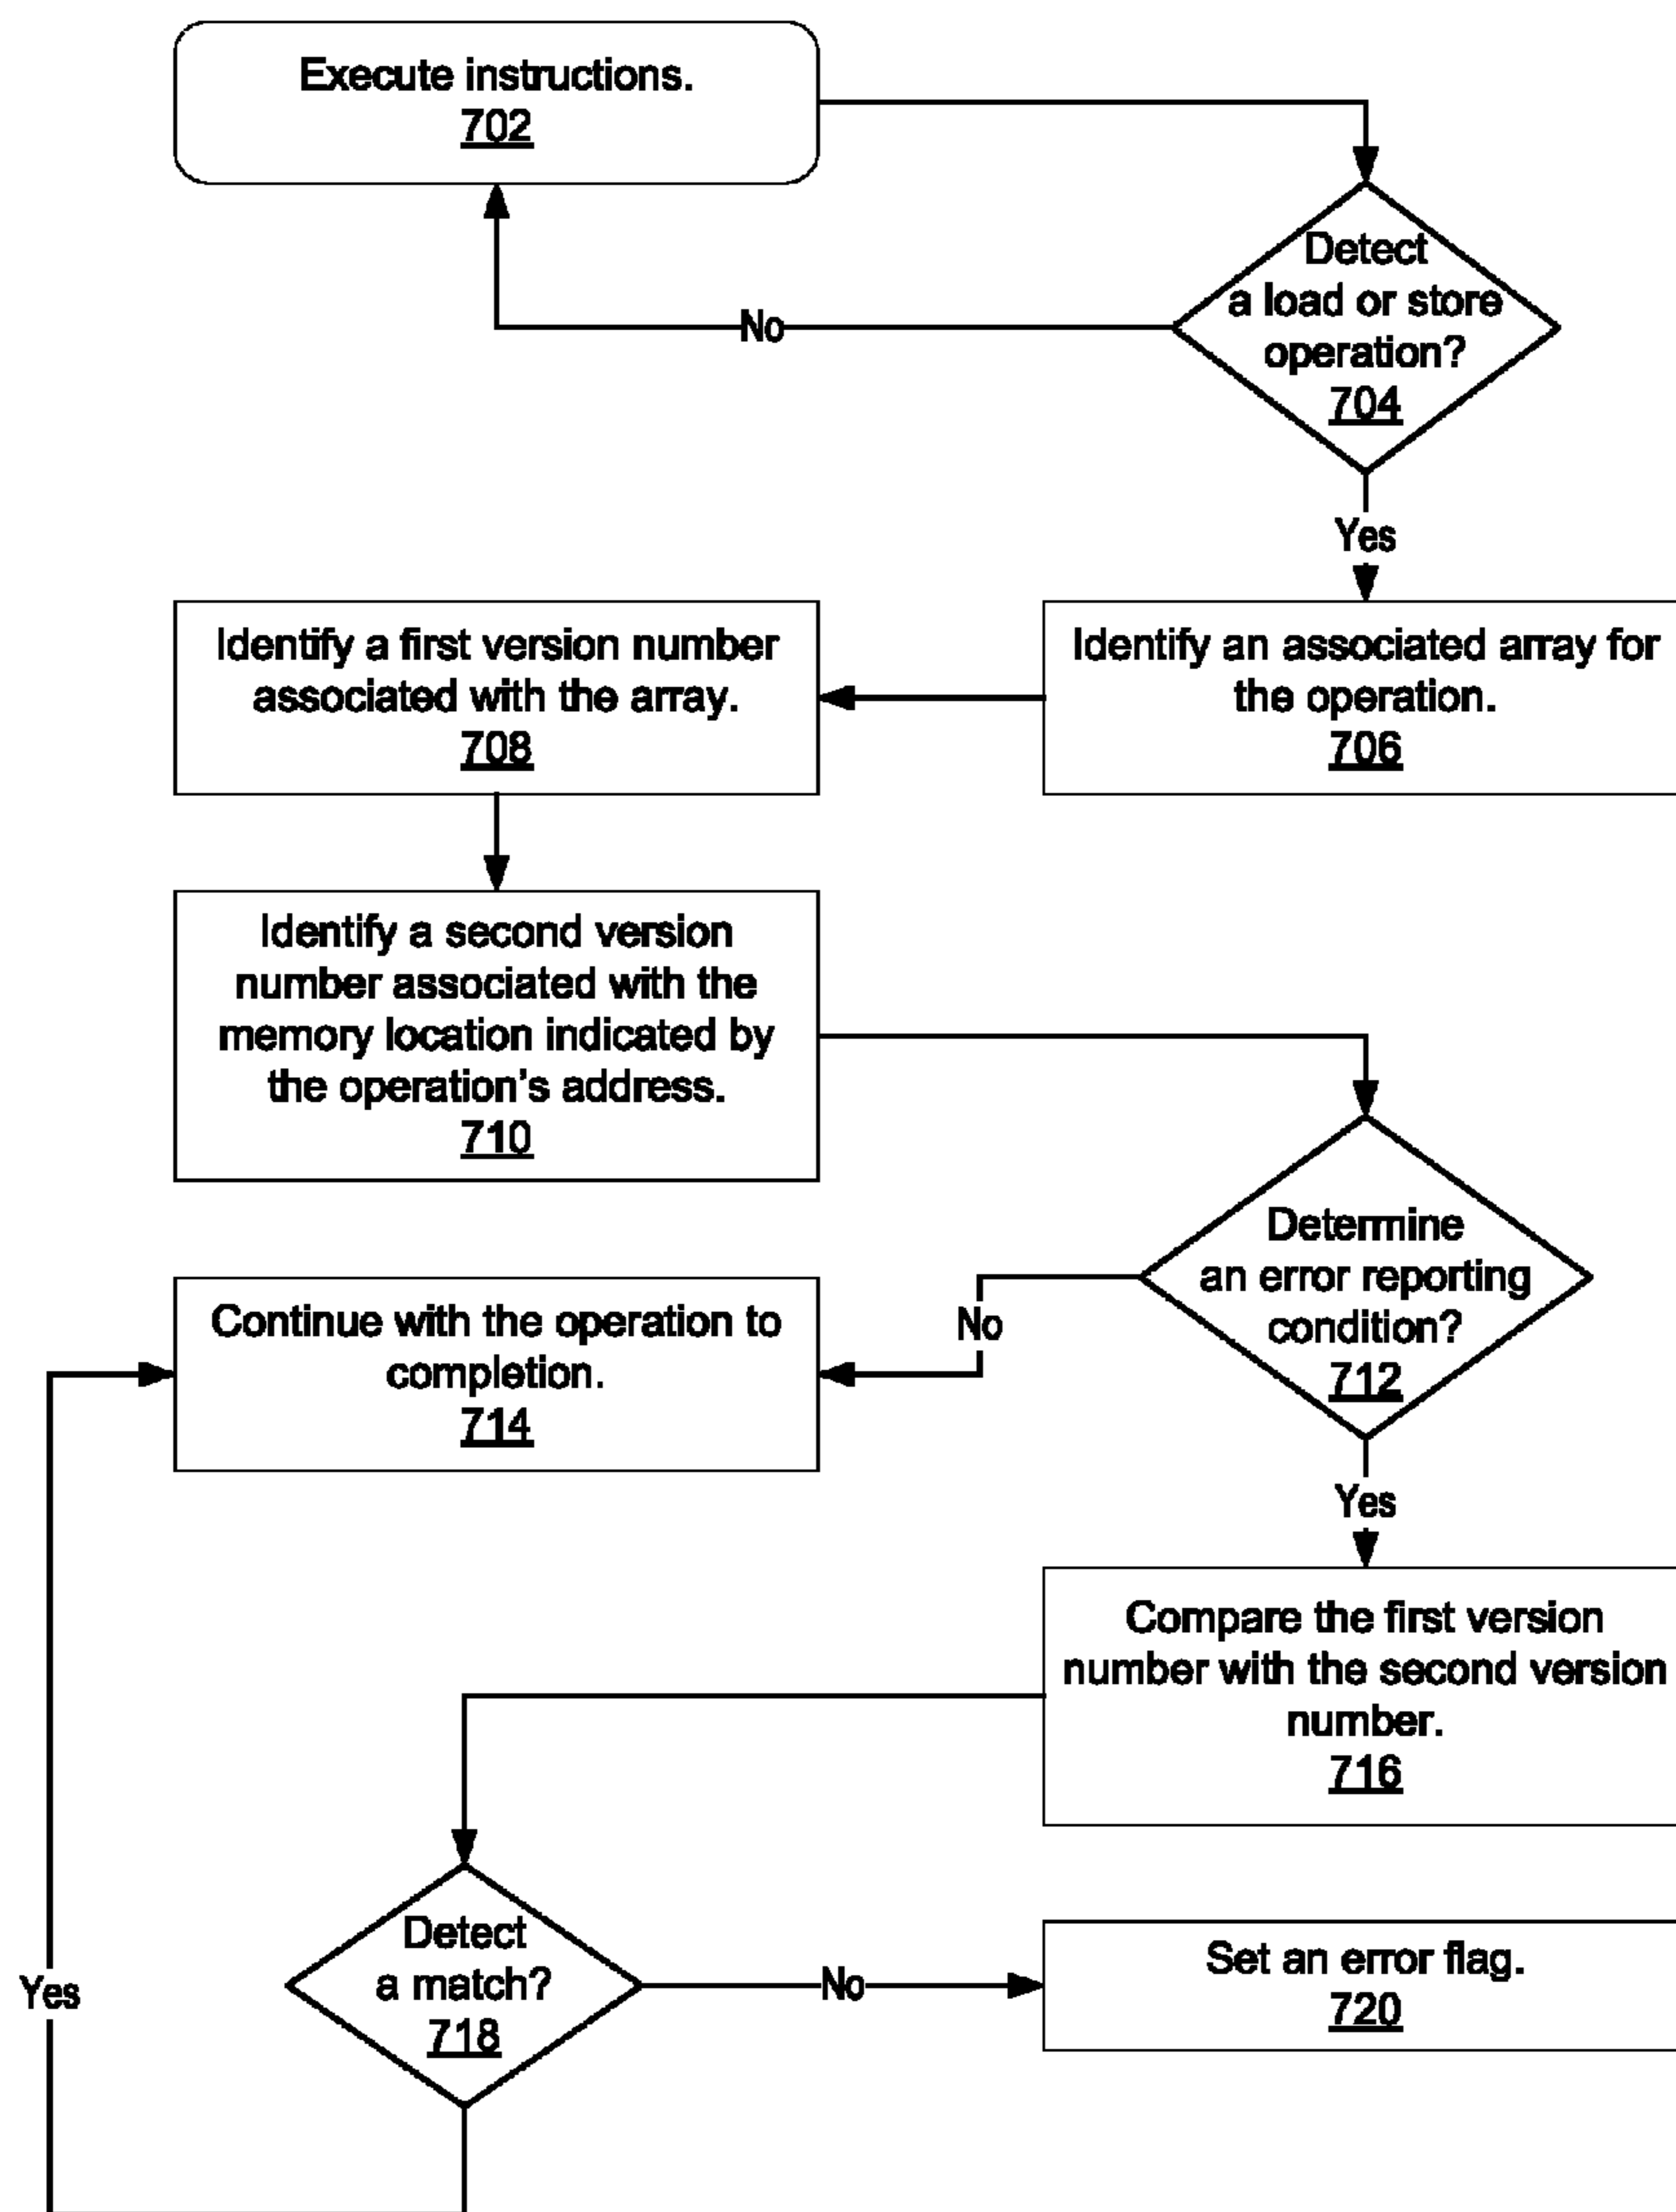 Execute instructions.
702
Detect
a load or store
operation?
704
No
Yes
Identify an associated array for
the operation.
706
Identify a first version number
associated with the array.
708
Identify a second version
number associated with the
memory location indicated by
the operation's address.
710
Determine
an error reporting
condition?
712
No
Continue with the operation to
completion.
714
Yes
Compare the first version
number with the second version
number.
716
Detect
a match?
718
No
Set an error flag.
720
Yes